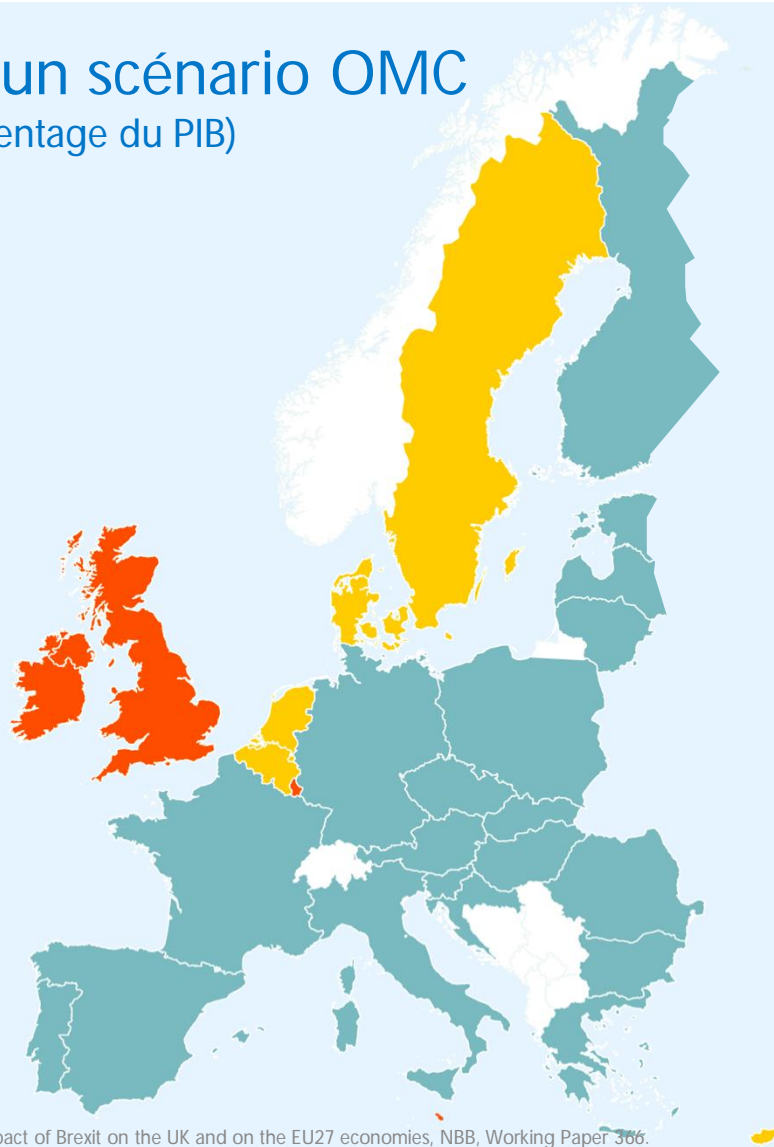 un scénario OMC
entage du PIB)
pact of Brexit on the UK and on the EU27 economies, NBB, Working Paper 366.